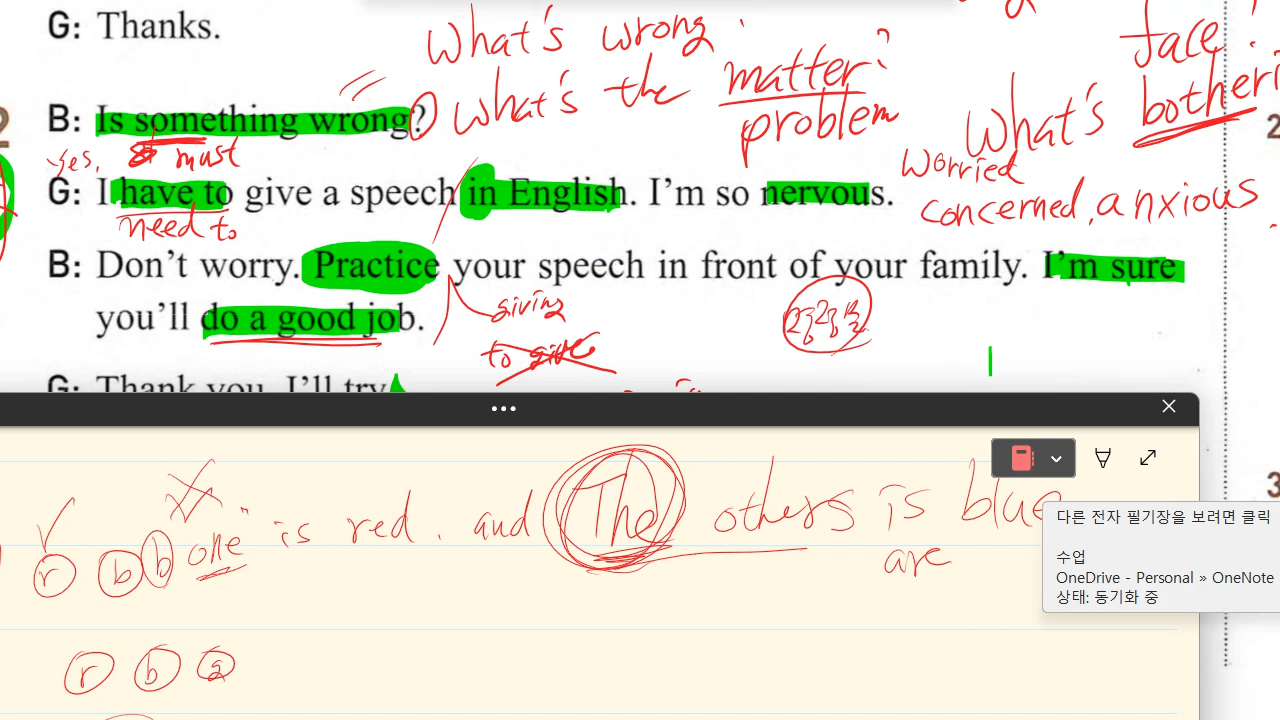 G: Thanks.
What's wrong
What's the matter?
problem
face?
What's botheri
2
B: Is something wrong?
2
yes, must
G: I have to give a speech in English. I'm so nervous.
need to
worried
concerned, anxious
B: Don't worry. Practice your speech in front of your family. I'm sure
you'll do a good job.
giving
to give
G: Thank you. I'll try
3
r b b one is red. and The others is blue
are
r b a
다른 전자 필기장을 보려면 클릭
수업
OneDrive - Personal » OneNote
상태: 동기화 중